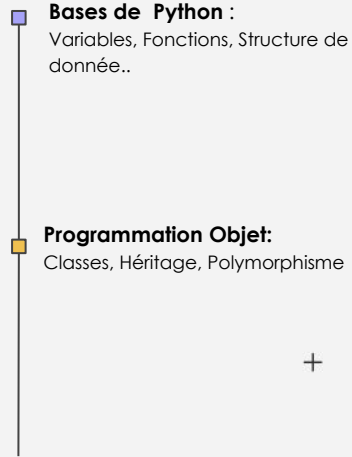 Bases de Python :
Variables, Fonctions, Structure de
donnée..
Programmation Objet:
Classes, Héritage, Polymorphisme